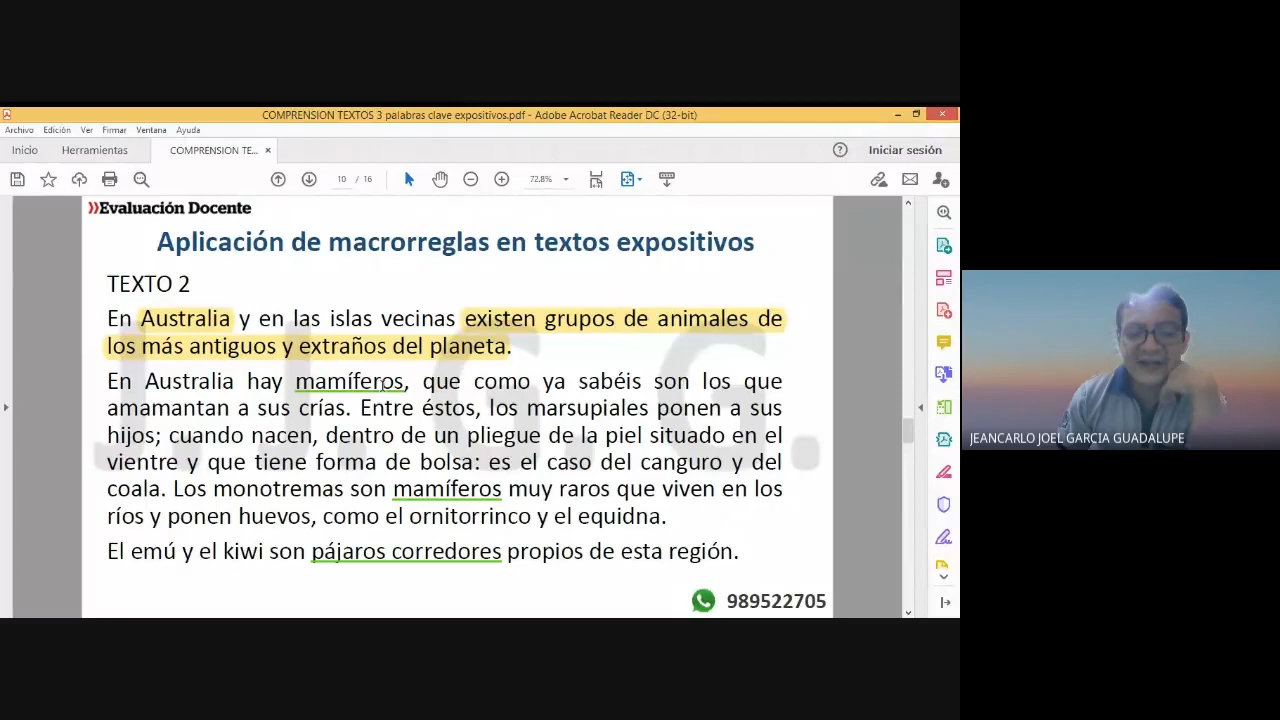 COMPRENSION TEXTOS 3 palabras clave expositivos.pdf - Adobe Acrobat Reader DC (32-bit)
Archivo Edición Ver Firmar Ventana Ayuda
Inicio Herramientas COMPRENSION TE... × Iniciar sesión
10 / 16 72.8%
»Evaluación Docente
Aplicación de macrorreglas en textos expositivos
TEXTO 2
En Australia y en las islas vecinas existen grupos de animales de
los más antiguos y extraños del planeta.
En Australia hay mamíferos, que como ya sabéis son los que
amamantan a sus crías. Entre éstos, los marsupiales ponen a sus
hijos; cuando nacen, dentro de un pliegue de la piel situado en el
vientre y que tiene forma de bolsa: es el caso del canguro y del
coala. Los monotremas son mamíferos muy raros que viven en los
ríos y ponen huevos, como el ornitorrinco y el equidna.
El emú y el kiwi son pájaros corredores propios de esta región.
989522705
J. J. G. G.
JEANCARLO JOEL GARCIA GUADALUPE